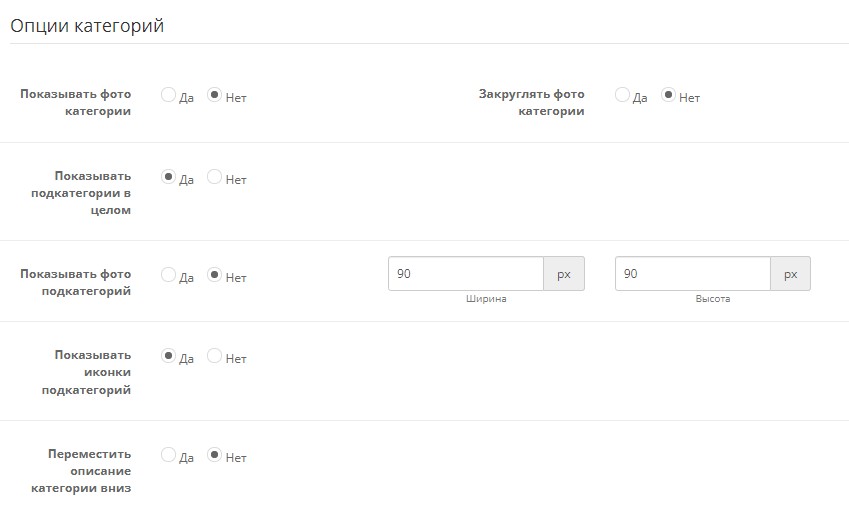 Опции категорий
Показывать фото
категории
Да
Нет
Закруглять фото
категории
Да
Нет
Показывать
подкатегории в
целом
Да
Нет
Показывать фото
подкатегорий
Да
Нет
90 px
Ширина
90 px
Высота
Показывать
иконки
подкатегорий
Да
Нет
Переместить
описание
категории вниз
Да
Нет